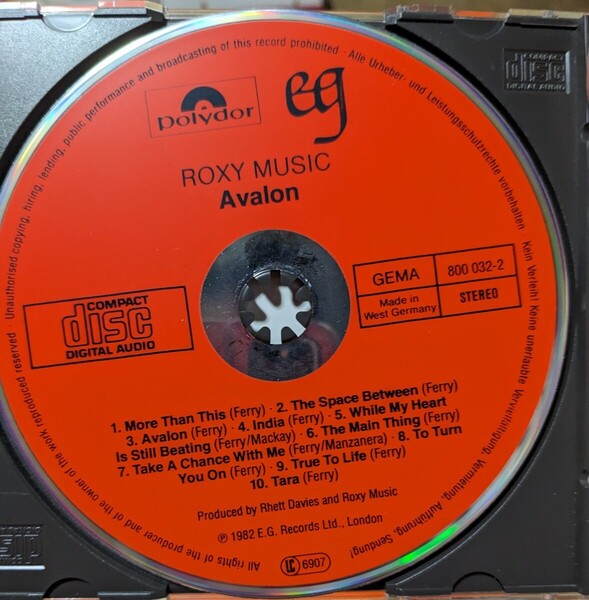 All rights of the producer and of the owner of the work reproduced reserved · Unauthorised copying, hiring, lending, public performance and broadcasting of this record prohibited · Alle Urheber- und Leistungsschutzrechte vorbehalten · Kein Verleih! Keine unerlaubte Vervielfältigung, Vermietung, Aufführung, Sendung!
polydor
eg
ROXY MUSIC
Avalon
COMPACT
disc
DIGITAL AUDIO
GEMA
800 032-2
Made in
West Germany
STEREO
1. More Than This (Ferry) · 2. The Space Between (Ferry)
3. Avalon (Ferry) · 4. India (Ferry) · 5. While My Heart
Is Still Beating (Ferry/Mackay) · 6. The Main Thing (Ferry)
7. Take A Chance With Me (Ferry/Manzanera) · 8. To Turn
You On (Ferry) · 9. True To Life (Ferry)
10. Tara (Ferry)
Produced by Rhett Davies and Roxy Music
℗ 1982 E.G. Records Ltd., London
LC 6907
COMPACT
disc
DIGITAL AUDIO